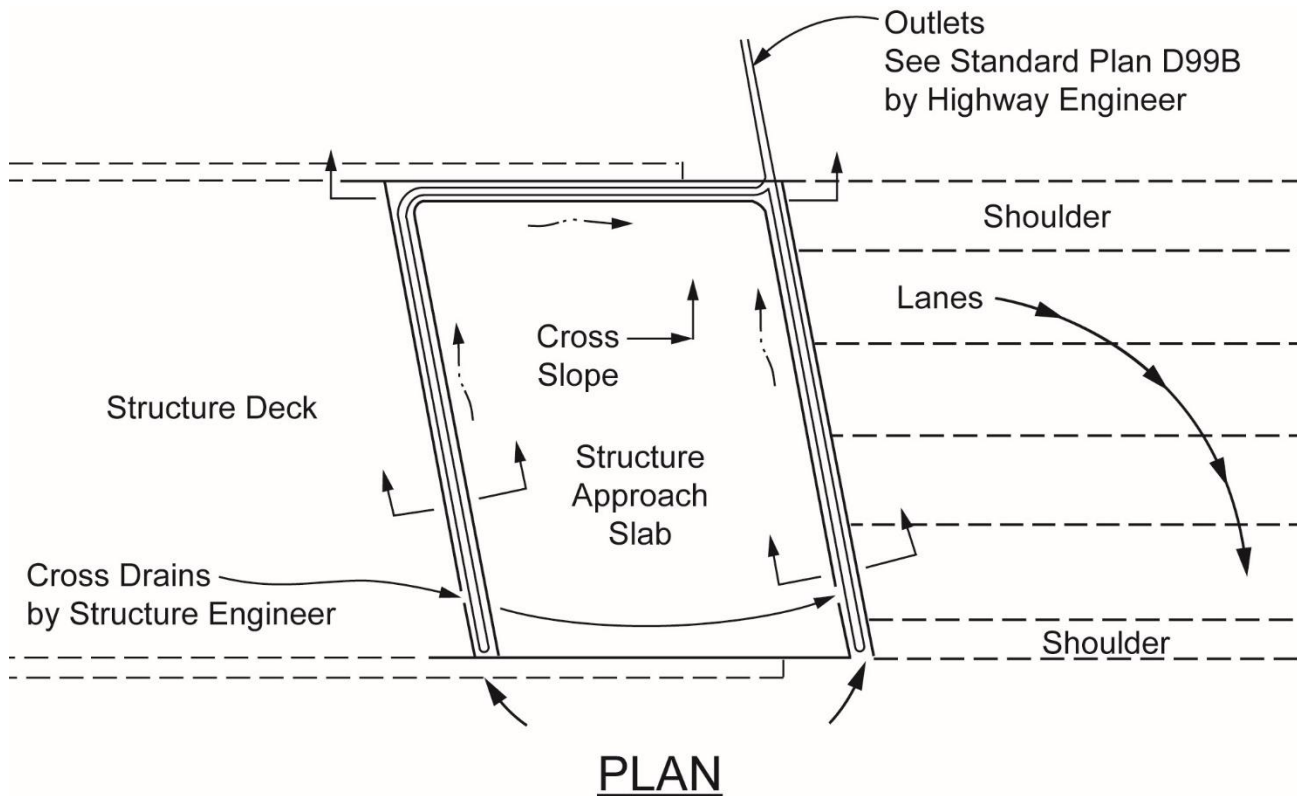 Outlets
See Standard Plan D99B
by Highway Engineer
Shoulder
Lanes
Cross
Slope
Structure Deck
Structure
Approach
Slab
Cross Drains
by Structure Engineer
Shoulder
PLAN